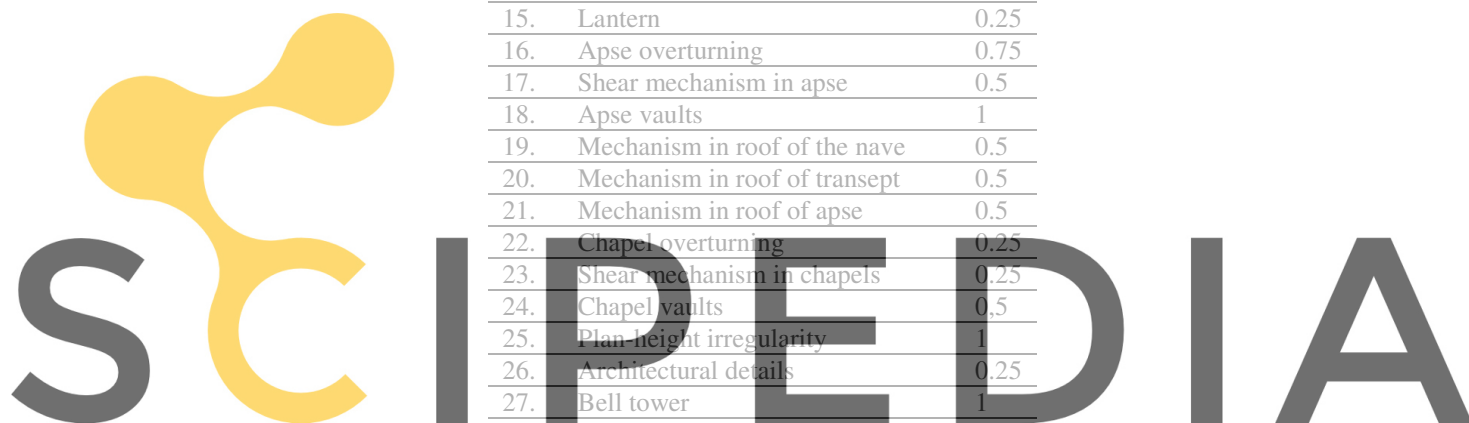 15. Lantern 0.25
16. Apse overturning 0.75
17. Shear mechanism in apse 0.5
18. Apse vaults 1
19. Mechanism in roof of the nave 0.5
20. Mechanism in roof of transept 0.5
21. Mechanism in roof of apse 0.5
22. Chapel overturning 0.25
23. Shear mechanism in chapels 0.25
24. Chapel vaults 0,5
25. Plan-height irregularity 1
26. Architectural details 0.25
27. Bell tower 1
SCIPEDIA